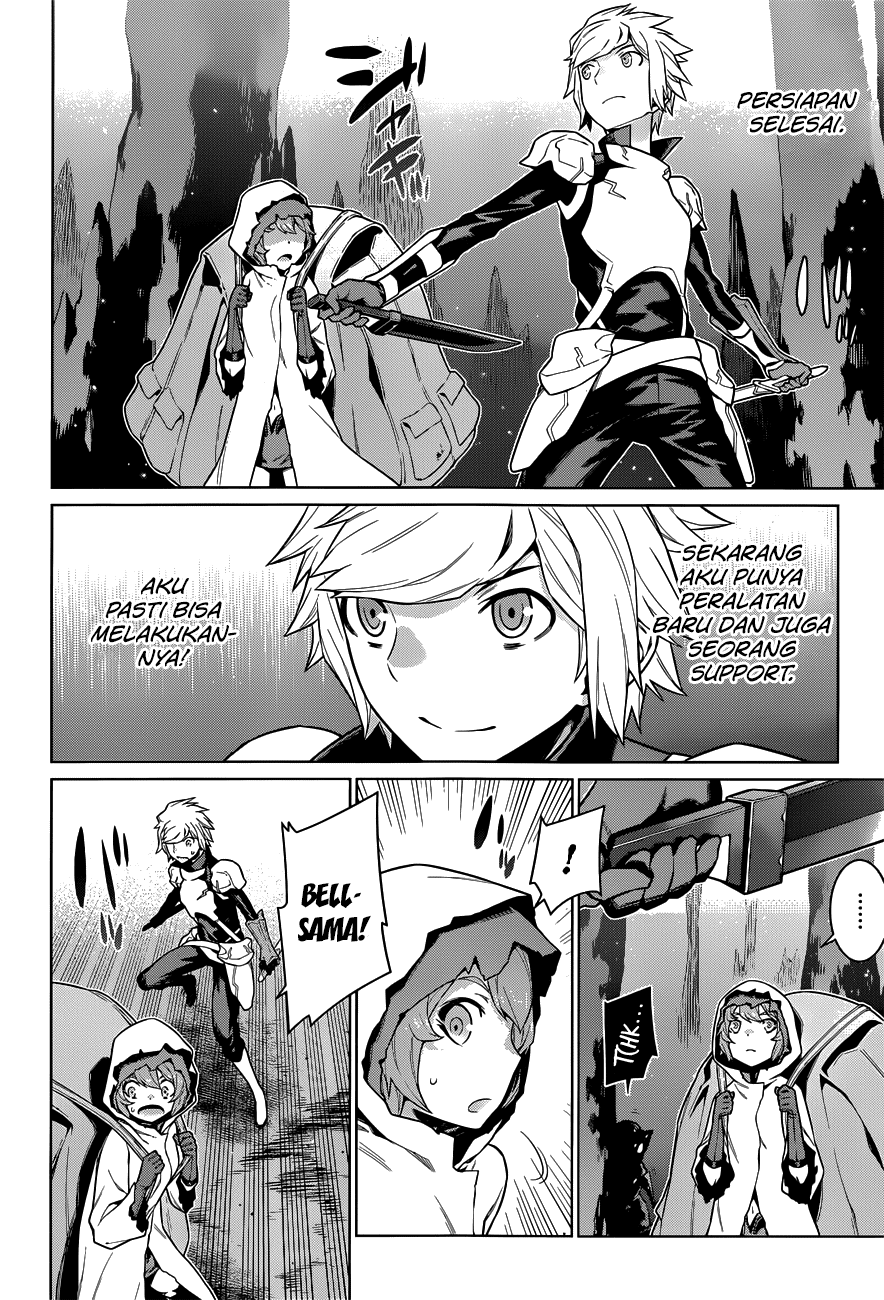 PERSIAPAN
SELESAI.
ジャキッ
SEKARANG
AKU PUNYA
PERALATAN
BARU DAN JUGA
SEORANG
SUPPORT.
AKU
PASTI BISA
MELAKUKAN-
NYA!
......
TCHK...
!
BELL-
SAMA!